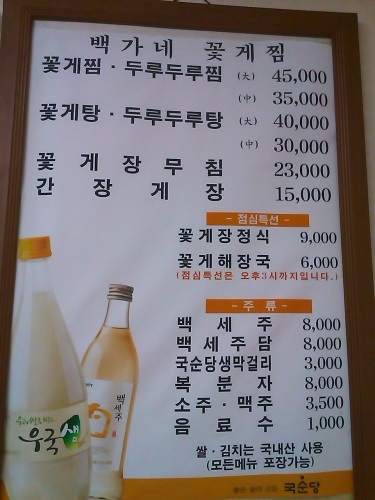 백가네 꽃게찜
꽃게찜·두루두루찜 (大) 45,000
(中) 35,000
꽃게탕·두루두루탕 (大) 40,000
(中) 30,000
꽃게장무침 23,000
간장게장 15,000
- 점심특선 -
꽃게장정식 9,000
꽃게해장국 6,000
(점심특선은 오후3시까지입니다.)
- 주 류 -
백세주 8,000
백세주담 8,000
국순당생막걸리 3,000
복분자 8,000
소주·맥주 3,500
음료수 1,000
쌀·김치는 국내산 사용
(모든메뉴 포장가능)
국순당
우국생
백세주